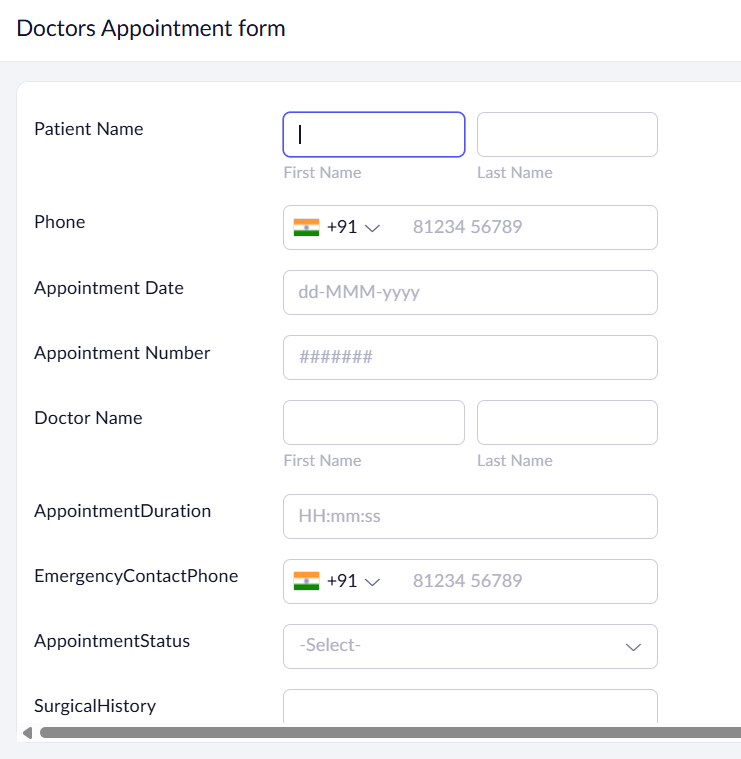 Doctors Appointment form
Patient Name
First Name Last Name
Phone +91 81234 56789
Appointment Date dd-MMM-yyyy
Appointment Number #######
Doctor Name
First Name Last Name
AppointmentDuration HH:mm:ss
EmergencyContactPhone +91 81234 56789
AppointmentStatus -Select-
SurgicalHistory